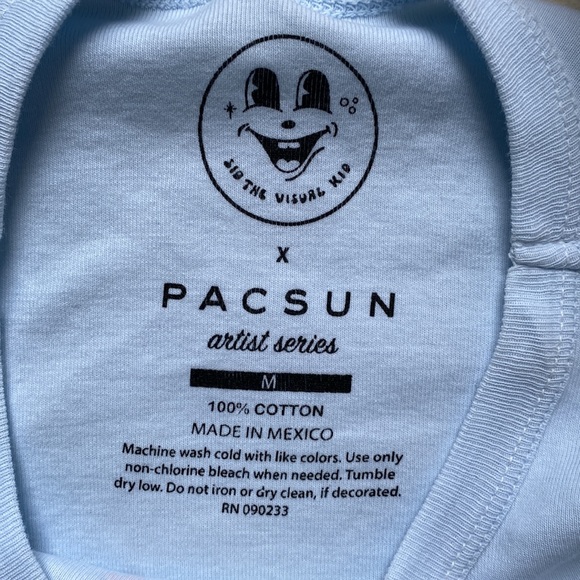 SID THE VISUAL KID
X
PACSUN
artist series
M
100% COTTON
MADE IN MEXICO
Machine wash cold with like colors. Use only
non-chlorine bleach when needed. Tumble
dry low. Do not iron or dry clean, if decorated.
RN 090233